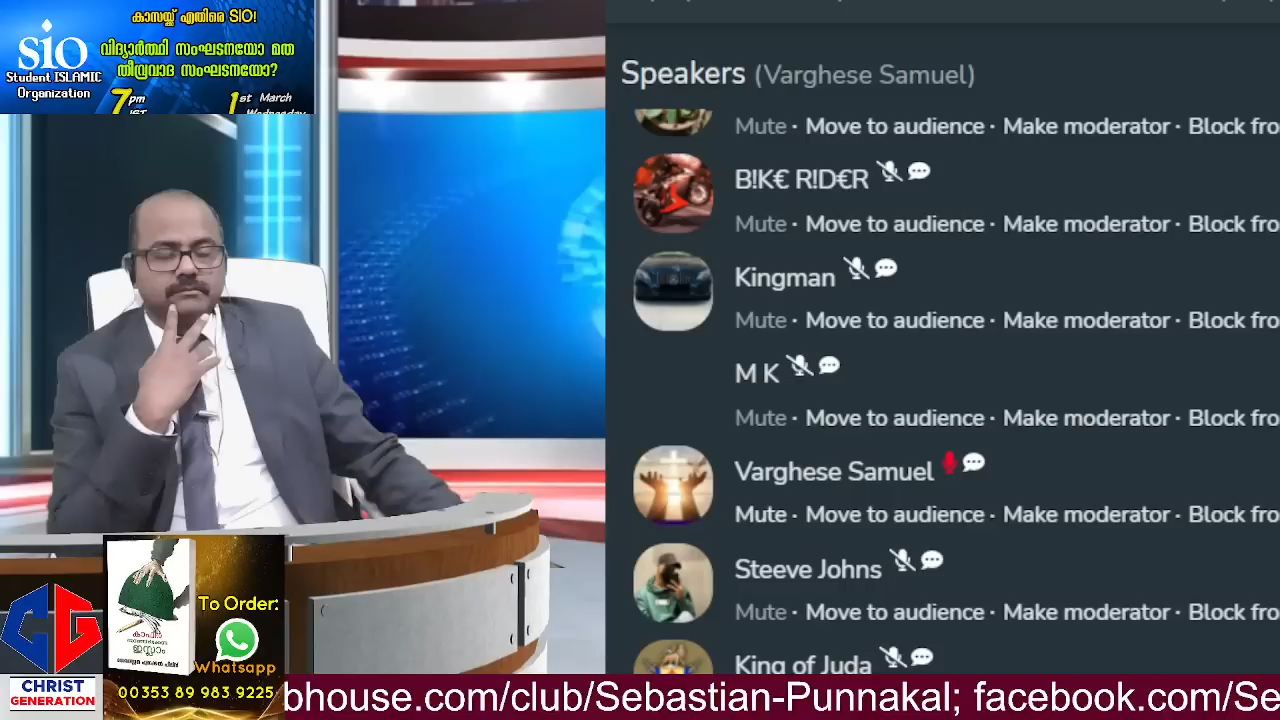 കാസയ്ക്ക് എതിരെ SIO!
sio
Student ISLAMIC
Organization
വിദ്യാർത്ഥി സംഘടനയോ മത
തീവ്രവാദ സംഘടനയോ?
7pm
IST
1st March
Wednesday
Speakers (Varghese Samuel)
Mute · Move to audience · Make moderator · Block fro
B!K€ R!D€R
Mute · Move to audience · Make moderator · Block fro
Kingman
Mute · Move to audience · Make moderator · Block fro
M K
Mute · Move to audience · Make moderator · Block fro
Varghese Samuel
Mute · Move to audience · Make moderator · Block fro
Steeve Johns
Mute · Move to audience · Make moderator · Block fro
King of Juda
CG
CHRIST
GENERATION
ഇസ്ലാം
To Order:
Whatsapp
00353 89 983 9225
bhouse.com/club/Sebastian-Punnakal; facebook.com/Se